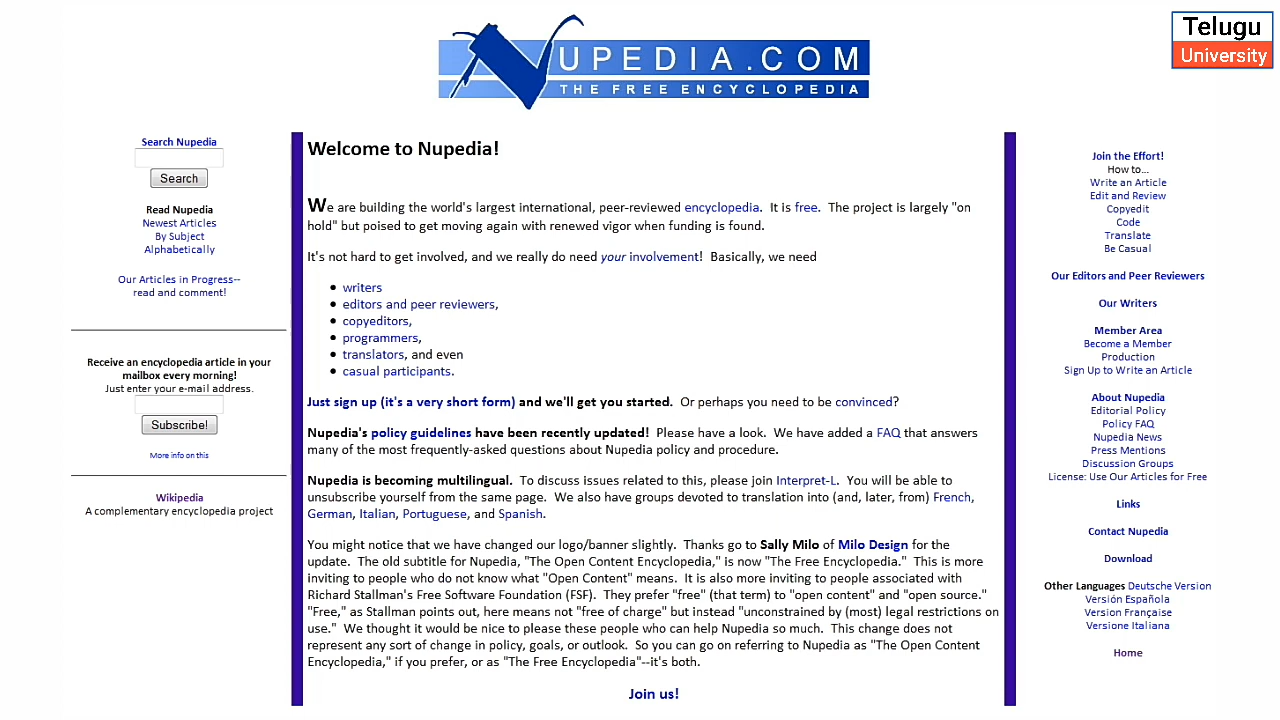 Telugu
University
NUPEDIA.COM
THE FREE ENCYCLOPEDIA
Search Nupedia
Search
Read Nupedia
Newest Articles
By Subject
Alphabetically
Our Articles in Progress--
read and comment!
Receive an encyclopedia article in your
mailbox every morning!
Just enter your e-mail address.
Subscribe!
More info on this
Wikipedia
A complementary encyclopedia project
Welcome to Nupedia!
We are building the world's largest international, peer-reviewed encyclopedia. It is free. The project is largely "on
hold" but poised to get moving again with renewed vigor when funding is found.
It's not hard to get involved, and we really do need your involvement! Basically, we need
• writers
• editors and peer reviewers,
• copyeditors,
• programmers,
• translators, and even
• casual participants.
Just sign up (it's a very short form) and we'll get you started. Or perhaps you need to be convinced?
Nupedia's policy guidelines have been recently updated! Please have a look. We have added a FAQ that answers
many of the most frequently-asked questions about Nupedia policy and procedure.
Nupedia is becoming multilingual. To discuss issues related to this, please join Interpret-L. You will be able to
unsubscribe yourself from the same page. We also have groups devoted to translation into (and, later, from) French,
German, Italian, Portuguese, and Spanish.
You might notice that we have changed our logo/banner slightly. Thanks go to Sally Milo of Milo Design for the
update. The old subtitle for Nupedia, "The Open Content Encyclopedia," is now "The Free Encyclopedia." This is more
inviting to people who do not know what "Open Content" means. It is also more inviting to people associated with
Richard Stallman's Free Software Foundation (FSF). They prefer "free" (that term) to "open content" and "open source."
"Free," as Stallman points out, here means not "free of charge" but instead "unconstrained by (most) legal restrictions on
use." We thought it would be nice to please these people who can help Nupedia so much. This change does not
represent any sort of change in policy, goals, or outlook. So you can go on referring to Nupedia as "The Open Content
Encyclopedia," if you prefer, or as "The Free Encyclopedia"--it's both.
Join us!
Join the Effort!
How to...
Write an Article
Edit and Review
Copyedit
Code
Translate
Be Casual
Our Editors and Peer Reviewers
Our Writers
Member Area
Become a Member
Production
Sign Up to Write an Article
About Nupedia
Editorial Policy
Policy FAQ
Nupedia News
Press Mentions
Discussion Groups
License: Use Our Articles for Free
Links
Contact Nupedia
Download
Other Languages Deutsche Version
Versión Española
Version Française
Versione Italiana
Home